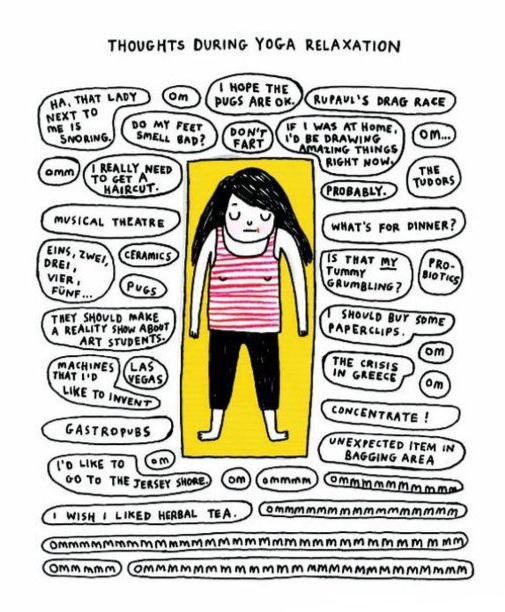 THOUGHTS DURING YOGA RELAXATION
HA, THAT LADY
NEXT TO
ME IS
SNORING.
OM
I HOPE THE
PUGS ARE OK.
RUPAUL'S DRAG RACE
DO MY FEET
SMELL BAD?
DON'T
FART
IF I WAS AT HOME,
I'D BE DRAWING
AMAZING THINGS
RIGHT NOW.
OM...
OMM
I REALLY NEED
TO GET A
HAIRCUT.
PROBABLY.
THE
TUDORS
MUSICAL THEATRE
WHAT'S FOR DINNER?
EINS, ZWEI,
DREI,
VIER,
FÜNF...
CERAMICS
PUGS
IS THAT MY
TUMMY
GRUMBLING?
PRO-
BIOTICS
THEY SHOULD MAKE
A REALITY SHOW ABOUT
ART STUDENTS.
I SHOULD BUY SOME
PAPERCLIPS.
OM
MACHINES
THAT I'D
LIKE TO INVENT
LAS
VEGAS
THE CRISIS
IN GREECE
OM
GASTROPUBS
CONCENTRATE!
UNEXPECTED ITEM IN
BAGGING AREA
I'D LIKE TO
GO TO THE JERSEY SHORE.
OM
OM
OMMMM
OMMMMMMMMMM
I WISH I LIKED HERBAL TEA.
OMMMMMMMMMMMMMMMM
OMMMMMMMMMMMMMMMMMMMMMMMMMMMMMMMMMM
OMMMMM
OMMMMMMMMMMMMMMMMMMMMMMMMMMM